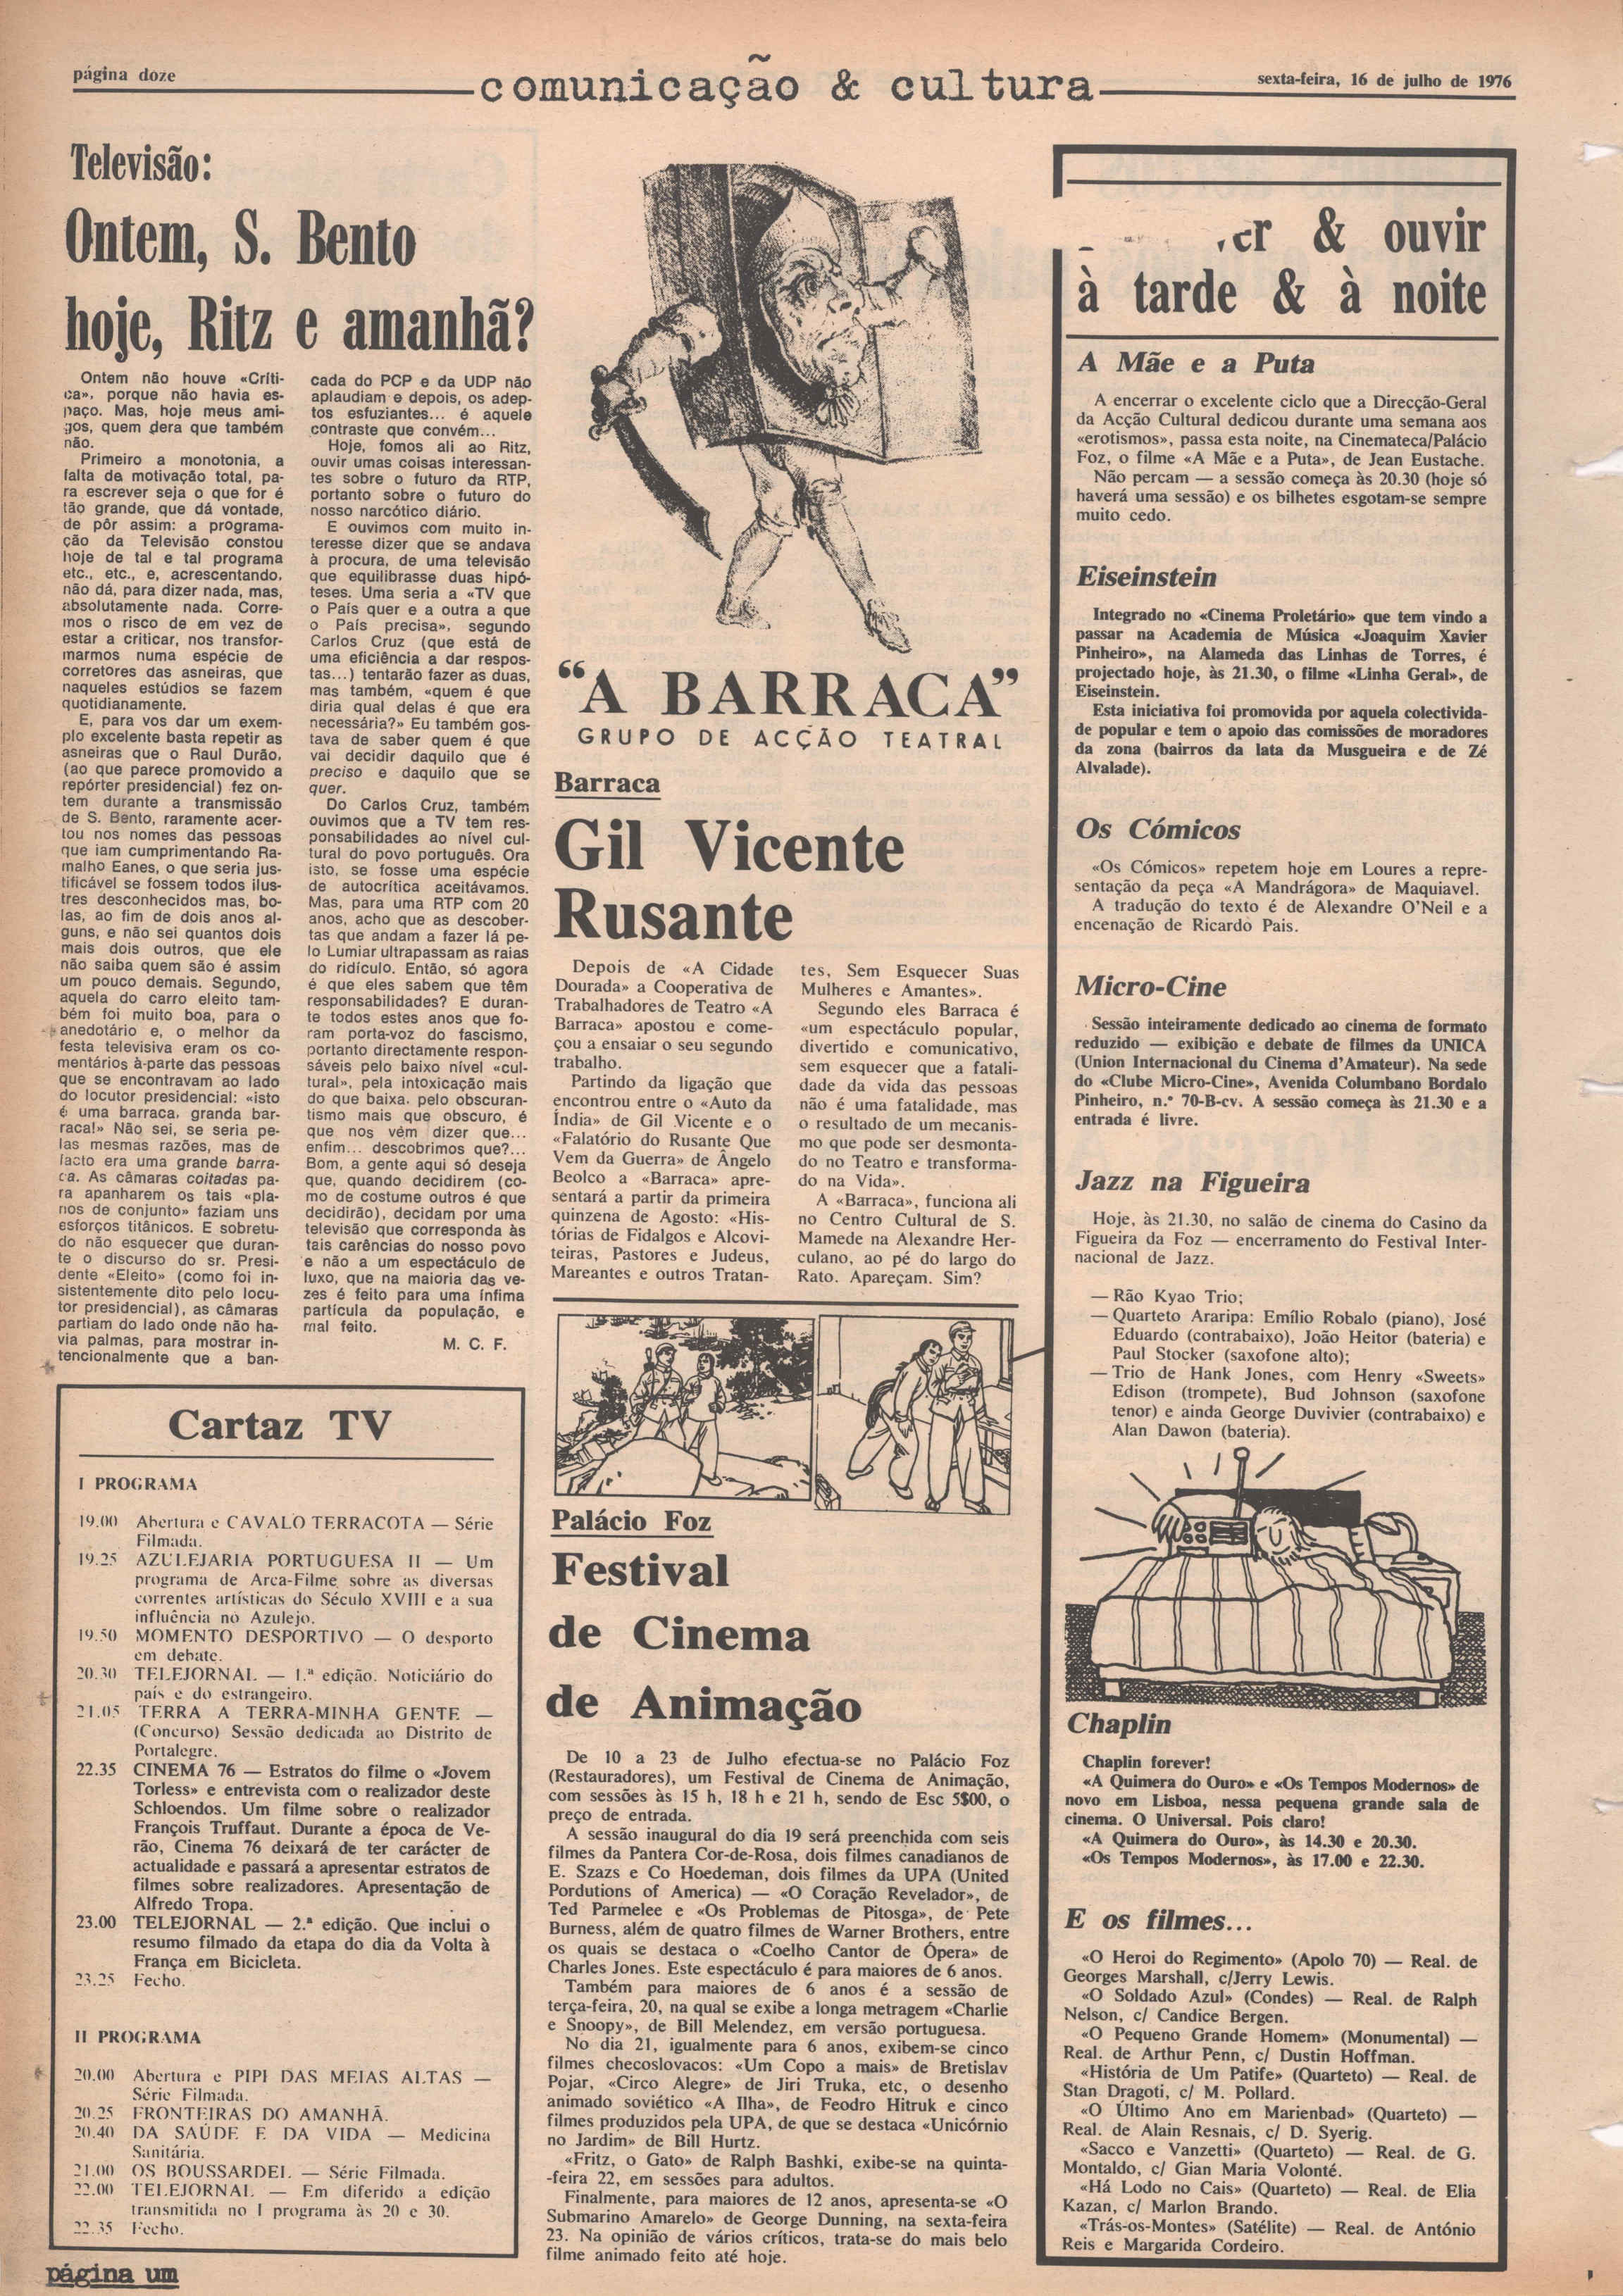 página doze
comunicação & cultura
sexta-feira, 16 de julho de 1976
Televisão:
Ontem, S. Bento
hoje, Ritz e amanhã?
Ontem não houve «Críti-
ca», porque não havia es-
paço. Mas, hoje meus ami-
gos, quem dera que também
não.
Primeiro a monotonia, a
falta de motivação total, pa-
ra escrever seja o que for é
tão grande, que dá vontade,
de pôr assim: a programa-
ção da Televisão constou
hoje de tal e tal programa
etc., etc., e, acrescentando,
não dá, para dizer nada, mas,
absolutamente nada. Corre-
mos o risco de em vez de
estar a criticar, nos transfor-
marmos numa espécie de
corretores das asneiras, que
naqueles estúdios se fazem
quotidianamente.
E, para vos dar um exem-
plo excelente basta repetir as
asneiras que o Raul Durão,
(ao que parece promovido a
repórter presidencial) fez on-
tem durante a transmissão
de S. Bento, raramente acer-
tou nos nomes das pessoas
que iam cumprimentando Ra-
malho Eanes, o que seria jus-
tificável se fossem todos ilus-
tres desconhecidos mas, bo-
las, ao fim de dois anos al-
guns, e não sei quantos dois
mais dois outros, que ele
não saiba quem são é assim
um pouco demais. Segundo,
aquela do carro eleito tam-
bém foi muito boa, para o
anedotário e, o melhor da
festa televisiva eram os co-
mentários à-parte das pessoas
que se encontravam ao lado
do locutor presidencial: «isto
é uma barraca, granda bar-
raca!» Não sei, se seria pe-
las mesmas razões, mas de
facto era uma grande barra-
ca. As câmaras coitadas pa-
ra apanharem os tais «pla-
nos de conjunto» faziam uns
esforços titânicos. E sobretu-
do não esquecer que duran-
te o discurso do sr. Presi-
dente «Eleito» (como foi in-
sistentemente dito pelo locu-
tor presidencial), as câmaras
partiam do lado onde não ha-
via palmas, para mostrar in-
tencionalmente que a ban-
cada do PCP e da UDP não
aplaudiam e depois, os adep-
tos esfuziantes... é aquele
contraste que convém...
Hoje, fomos ali ao Ritz,
ouvir umas coisas interessan-
tes sobre o futuro da RTP,
portanto sobre o futuro do
nosso narcótico diário.
E ouvimos com muito in-
teresse dizer que se andava
à procura, de uma televisão
que equilibrasse duas hipó-
teses. Uma seria a «TV que
o País quer e a outra a que
o País precisa», segundo
Carlos Cruz (que está de
uma eficiência a dar respos-
tas...) tentarão fazer as duas,
mas também, «quem é que
diria qual delas é que era
necessária?» Eu também gos-
tava de saber quem é que
vai decidir daquilo que é
preciso e daquilo que se
quer.
Do Carlos Cruz, também
ouvimos que a TV tem res-
ponsabilidades ao nível cul-
tural do povo português. Ora
isto, se fosse uma espécie
de autocrítica aceitávamos.
Mas, para uma RTP com 20
anos, acho que as descober-
tas que andam a fazer lá pe-
lo Lumiar ultrapassam as raias
do ridículo. Então, só agora
é que eles sabem que têm
responsabilidades? E duran-
te todos estes anos que fo-
ram porta-voz do fascismo,
portanto directamente respon-
sáveis pelo baixo nível «cul-
tural», pela intoxicação mais
do que baixa, pelo obscuran-
tismo mais que obscuro, é
que nos vêm dizer que...
enfim... descobrimos que?...
Bom, a gente aqui só deseja
que, quando decidirem (co-
mo de costume outros é que
decidirão), decidam por uma
televisão que corresponda às
tais carências do nosso povo
e não a um espectáculo de
luxo, que na maioria das ve-
zes é feito para uma ínfima
partícula da população, e
mal feito.
M. C. F.
Cartaz TV
I PROGRAMA
19.00 Abertura e CAVALO TERRACOTA — Série
Filmada.
19.25 AZULEJARIA PORTUGUESA II — Um
programa de Arca-Filme sobre as diversas
correntes artísticas do Século XVIII e a sua
influência no Azulejo.
19.50 MOMENTO DESPORTIVO — O desporto
em debate.
20.30 TELEJORNAL — 1.ª edição. Noticiário do
país e do estrangeiro.
21.05 TERRA A TERRA-MINHA GENTE —
(Concurso) Sessão dedicada ao Distrito de
Portalegre.
22.35 CINEMA 76 — Estratos do filme o «Jovem
Torless» e entrevista com o realizador deste
Schloendos. Um filme sobre o realizador
François Truffaut. Durante a época de Ve-
rão, Cinema 76 deixará de ter carácter de
actualidade e passará a apresentar estratos de
filmes sobre realizadores. Apresentação de
Alfredo Tropa.
23.00 TELEJORNAL — 2.ª edição. Que inclui o
resumo filmado da etapa do dia da Volta à
França em Bicicleta.
23.25 Fecho.
II PROGRAMA
20.00 Abertura e PIPI DAS MEIAS ALTAS —
Série Filmada.
20.25 FRONTEIRAS DO AMANHÃ.
20.40 DA SAÚDE E DA VIDA — Medicina
Sanitária.
21.00 OS BOUSSARDEL — Série Filmada.
22.00 TELEJORNAL — Em diferido a edição
transmitida no I programa às 20 e 30.
22.35 Fecho.
página um
“A BARRACA”
GRUPO DE ACÇÃO TEATRAL
Barraca
Gil Vicente
Rusante
Depois de «A Cidade
Dourada» a Cooperativa de
Trabalhadores de Teatro «A
Barraca» apostou e come-
çou a ensaiar o seu segundo
trabalho.
Partindo da ligação que
encontrou entre o «Auto da
Índia» de Gil Vicente e o
«Falatório do Rusante Que
Vem da Guerra» de Ângelo
Beolco a «Barraca» apre-
sentará a partir da primeira
quinzena de Agosto: «His-
tórias de Fidalgos e Alcovi-
teiras, Pastores e Judeus,
Mareantes e outros Tratan-
tes, Sem Esquecer Suas
Mulheres e Amantes».
Segundo eles Barraca é
«um espectáculo popular,
divertido e comunicativo,
sem esquecer que a fatali-
dade da vida das pessoas
não é uma fatalidade, mas
o resultado de um mecanis-
mo que pode ser desmonta-
do no Teatro e transforma-
do na Vida».
A «Barraca», funciona ali
no Centro Cultural de S.
Mamede na Alexandre Her-
culano, ao pé do largo do
Rato. Apareçam. Sim?
Palácio Foz
Festival
de Cinema
de Animação
De 10 a 23 de Julho efectua-se no Palácio Foz
(Restauradores), um Festival de Cinema de Animação,
com sessões às 15 h, 18 h e 21 h, sendo de Esc 5$00, o
preço de entrada.
A sessão inaugural do dia 19 será preenchida com seis
filmes da Pantera Cor-de-Rosa, dois filmes canadianos de
E. Szazs e Co Hoedeman, dois filmes da UPA (United
Pordutions of America) — «O Coração Revelador», de
Ted Parmelee e «Os Problemas de Pitosga», de Pete
Burness, além de quatro filmes de Warner Brothers, entre
os quais se destaca o «Coelho Cantor de Ópera» de
Charles Jones. Este espectáculo é para maiores de 6 anos.
Também para maiores de 6 anos é a sessão de
terça-feira, 20, na qual se exibe a longa metragem «Charlie
e Snoopy», de Bill Melendez, em versão portuguesa.
No dia 21, igualmente para 6 anos, exibem-se cinco
filmes checoslovacos: «Um Copo a mais» de Bretislav
Pojar, «Circo Alegre» de Jiri Truka, etc, o desenho
animado soviético «A Ilha», de Feodro Hitruk e cinco
filmes produzidos pela UPA, de que se destaca «Unicórnio
no Jardim» de Bill Hurtz.
«Fritz, o Gato» de Ralph Bashki, exibe-se na quinta-
-feira 22, em sessões para adultos.
Finalmente, para maiores de 12 anos, apresenta-se «O
Submarino Amarelo» de George Dunning, na sexta-feira
23. Na opinião de vários críticos, trata-se do mais belo
filme animado feito até hoje.
er & ouvir
à tarde & à noite
A Mãe e a Puta
A encerrar o excelente ciclo que a Direcção-Geral
da Acção Cultural dedicou durante uma semana aos
«erotismos», passa esta noite, na Cinemateca/Palácio
Foz, o filme «A Mãe e a Puta», de Jean Eustache.
Não percam — a sessão começa às 20.30 (hoje só
haverá uma sessão) e os bilhetes esgotam-se sempre
muito cedo.
Eiseinstein
Integrado no «Cinema Proletário» que tem vindo a
passar na Academia de Música «Joaquim Xavier
Pinheiro», na Alameda das Linhas de Torres, é
projectado hoje, às 21.30, o filme «Linha Geral», de
Eiseinstein.
Esta iniciativa foi promovida por aquela colectivida-
de popular e tem o apoio das comissões de moradores
da zona (bairros da lata da Musgueira e de Zé
Alvalade).
Os Cómicos
«Os Cómicos» repetem hoje em Loures a repre-
sentação da peça «A Mandrágora» de Maquiavel.
A tradução do texto é de Alexandre O'Neil e a
encenação de Ricardo Pais.
Micro-Cine
Sessão inteiramente dedicado ao cinema de formato
reduzido — exibição e debate de filmes da UNICA
(Union Internacional du Cinema d'Amateur). Na sede
do «Clube Micro-Cine», Avenida Columbano Bordalo
Pinheiro, n.º 70-B-cv. A sessão começa às 21.30 e a
entrada é livre.
Jazz na Figueira
Hoje, às 21.30, no salão de cinema do Casino da
Figueira da Foz — encerramento do Festival Inter-
nacional de Jazz.
— Rão Kyao Trio;
— Quarteto Araripa: Emílio Robalo (piano), José
Eduardo (contrabaixo), João Heitor (bateria) e
Paul Stocker (saxofone alto);
— Trio de Hank Jones, com Henry «Sweets»
Edison (trompete), Bud Johnson (saxofone
tenor) e ainda George Duvivier (contrabaixo) e
Alan Dawon (bateria).
Chaplin
Chaplin forever!
«A Quimera do Ouro» e «Os Tempos Modernos» de
novo em Lisboa, nessa pequena grande sala de
cinema. O Universal. Pois claro!
«A Quimera do Ouro», às 14.30 e 20.30.
«Os Tempos Modernos», às 17.00 e 22.30.
E os filmes...
«O Heroi do Regimento» (Apolo 70) — Real. de
Georges Marshall, c/Jerry Lewis.
«O Soldado Azul» (Condes) — Real. de Ralph
Nelson, c/ Candice Bergen.
«O Pequeno Grande Homem» (Monumental) —
Real. de Arthur Penn, c/ Dustin Hoffman.
«História de Um Patife» (Quarteto) — Real. de
Stan Dragoti, c/ M. Pollard.
«O Último Ano em Marienbad» (Quarteto) —
Real. de Alain Resnais, c/ D. Syerig.
«Sacco e Vanzetti» (Quarteto) — Real. de G.
Montaldo, c/ Gian Maria Volonté.
«Há Lodo no Cais» (Quarteto) — Real. de Elia
Kazan, c/ Marlon Brando.
«Trás-os-Montes» (Satélite) — Real. de António
Reis e Margarida Cordeiro.